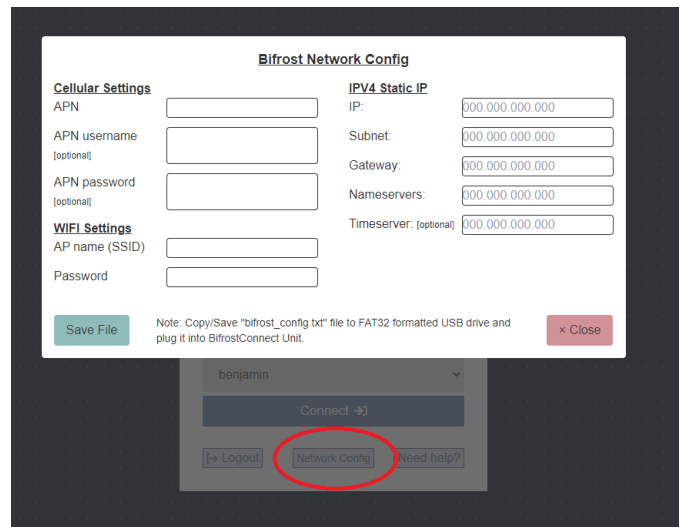 Bifrost Network Config
Cellular Settings
APN
APN username
[optional]
APN password
[optional]
WIFI Settings
AP name (SSID)
Password
IPV4 Static IP
IP: 000.000.000.000
Subnet: 000.000.000.000
Gateway: 000.000.000.000
Nameservers: 000.000.000.000
Timeserver: [optional] 000.000.000.000
Save File
Note: Copy/Save "bifrost_config.txt" file to FAT32 formatted USB drive and
plug it into BifrostConnect Unit.
× Close
benjamin
Connect
Logout Network Config Need help?